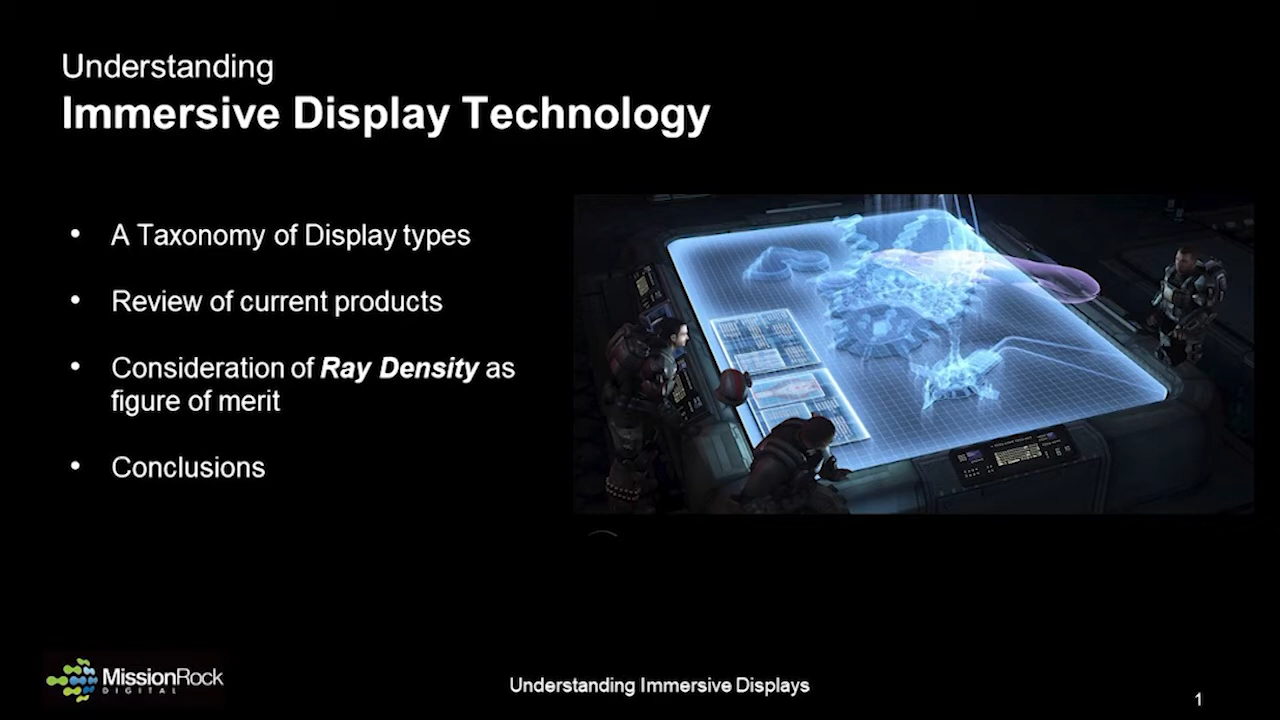 Understanding
Immersive Display Technology
• A Taxonomy of Display types
• Review of current products
• Consideration of Ray Density as
figure of merit
• Conclusions
MissionRock
DIGITAL
Understanding Immersive Displays
1